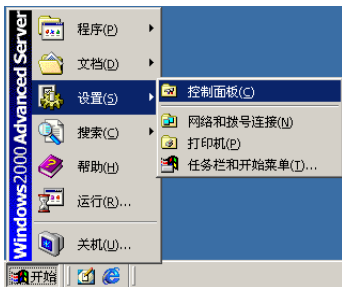 Windows 2000 Advanced Server
程序(P)
文档(D)
设置(S)
搜索(C)
帮助(H)
运行(R)...
关机(U)...
控制面板(C)
网络和拨号连接(N)
打印机(P)
任务栏和开始菜单(T)...
开始